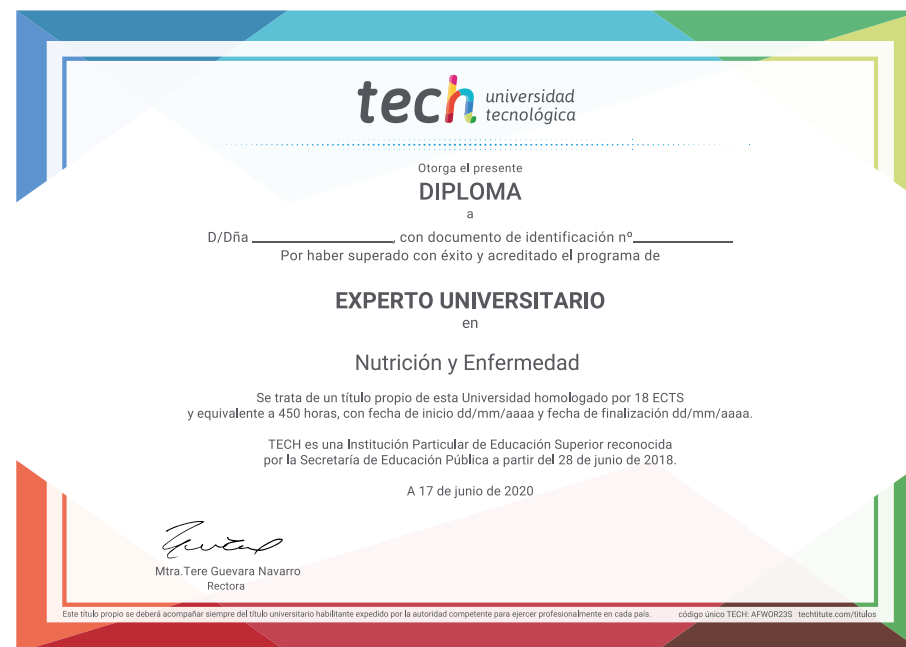 tech universidad
tecnológica
Otorga el presente
DIPLOMA
a
D/Dña ____________________, con documento de identificación nº______________
Por haber superado con éxito y acreditado el programa de
EXPERTO UNIVERSITARIO
en
Nutrición y Enfermedad
Se trata de un título propio de esta Universidad homologado por 18 ECTS
y equivalente a 450 horas, con fecha de inicio dd/mm/aaaa y fecha de finalización dd/mm/aaaa.
TECH es una Institución Particular de Educación Superior reconocida
por la Secretaría de Educación Pública a partir del 28 de junio de 2018.
A 17 de junio de 2020
Mtra.Tere Guevara Navarro
Rectora
Este título propio se deberá acompañar siempre del título universitario habilitante expedido por la autoridad competente para ejercer profesionalmente en cada país. código único TECH: AFWOR23S techtitute.com/titulos